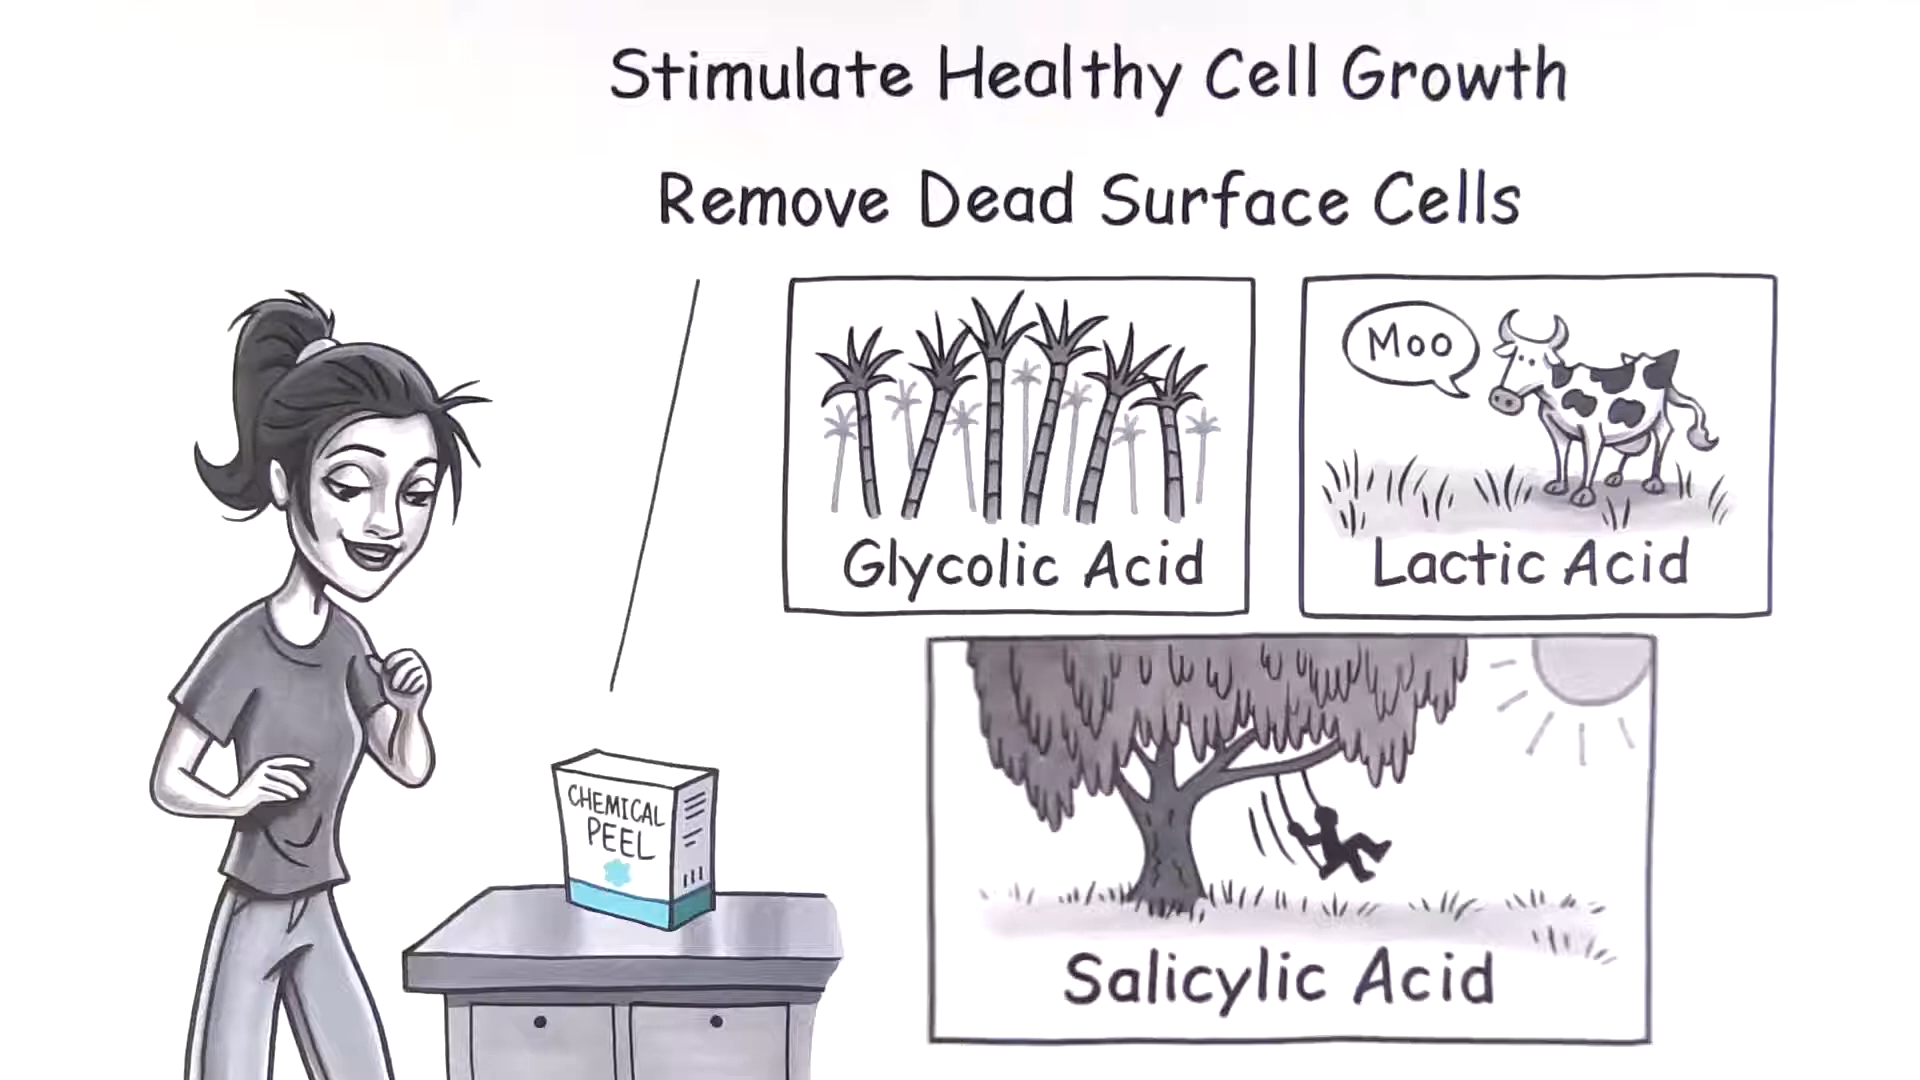 Stimulate Healthy Cell Growth
Remove Dead Surface Cells
Moo
Glycolic Acid
Lactic Acid
CHEMICAL
PEEL
Salicylic Acid